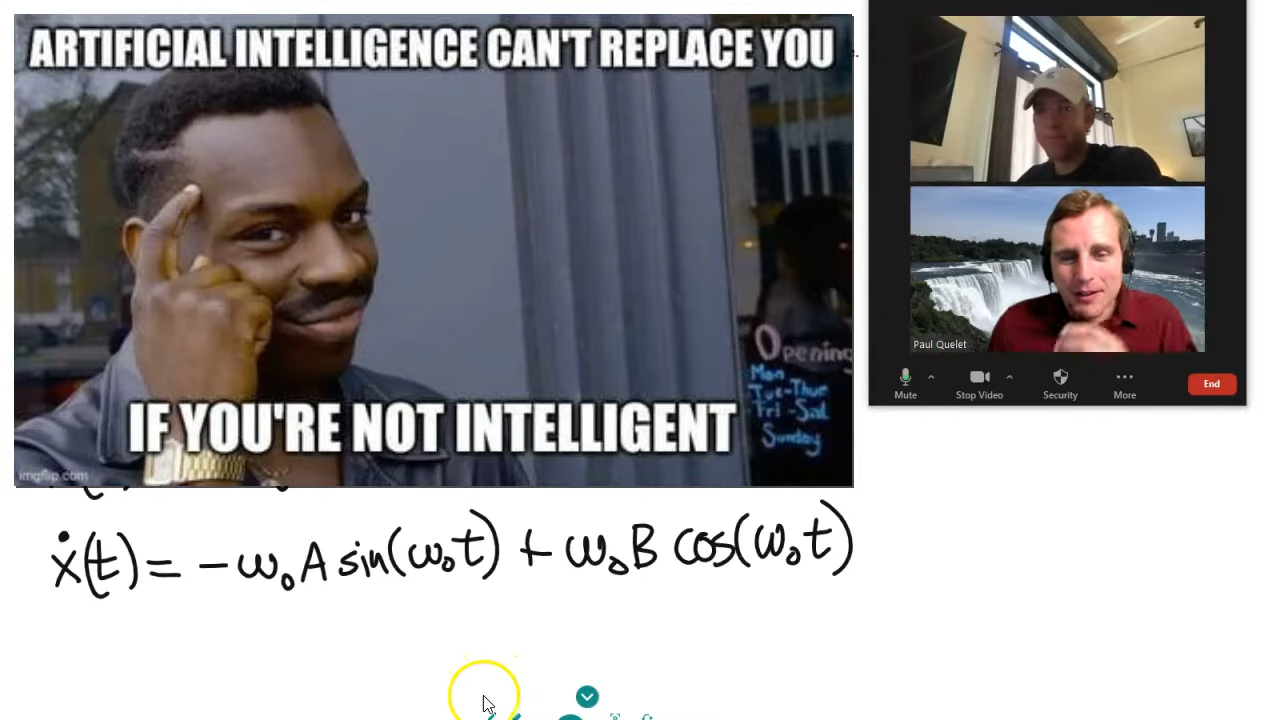 ARTIFICIAL INTELLIGENCE CAN'T REPLACE YOU
Opening
Mon
Tue-Thur
Fri-Sat
Sunday
IF YOU'RE NOT INTELLIGENT
imgflip.com
ẋ(t) = -ω₀ A sin(ω₀t) + ω₀B cos(ω₀t)
Paul Quelet
Mute
Stop Video
Security
More
End